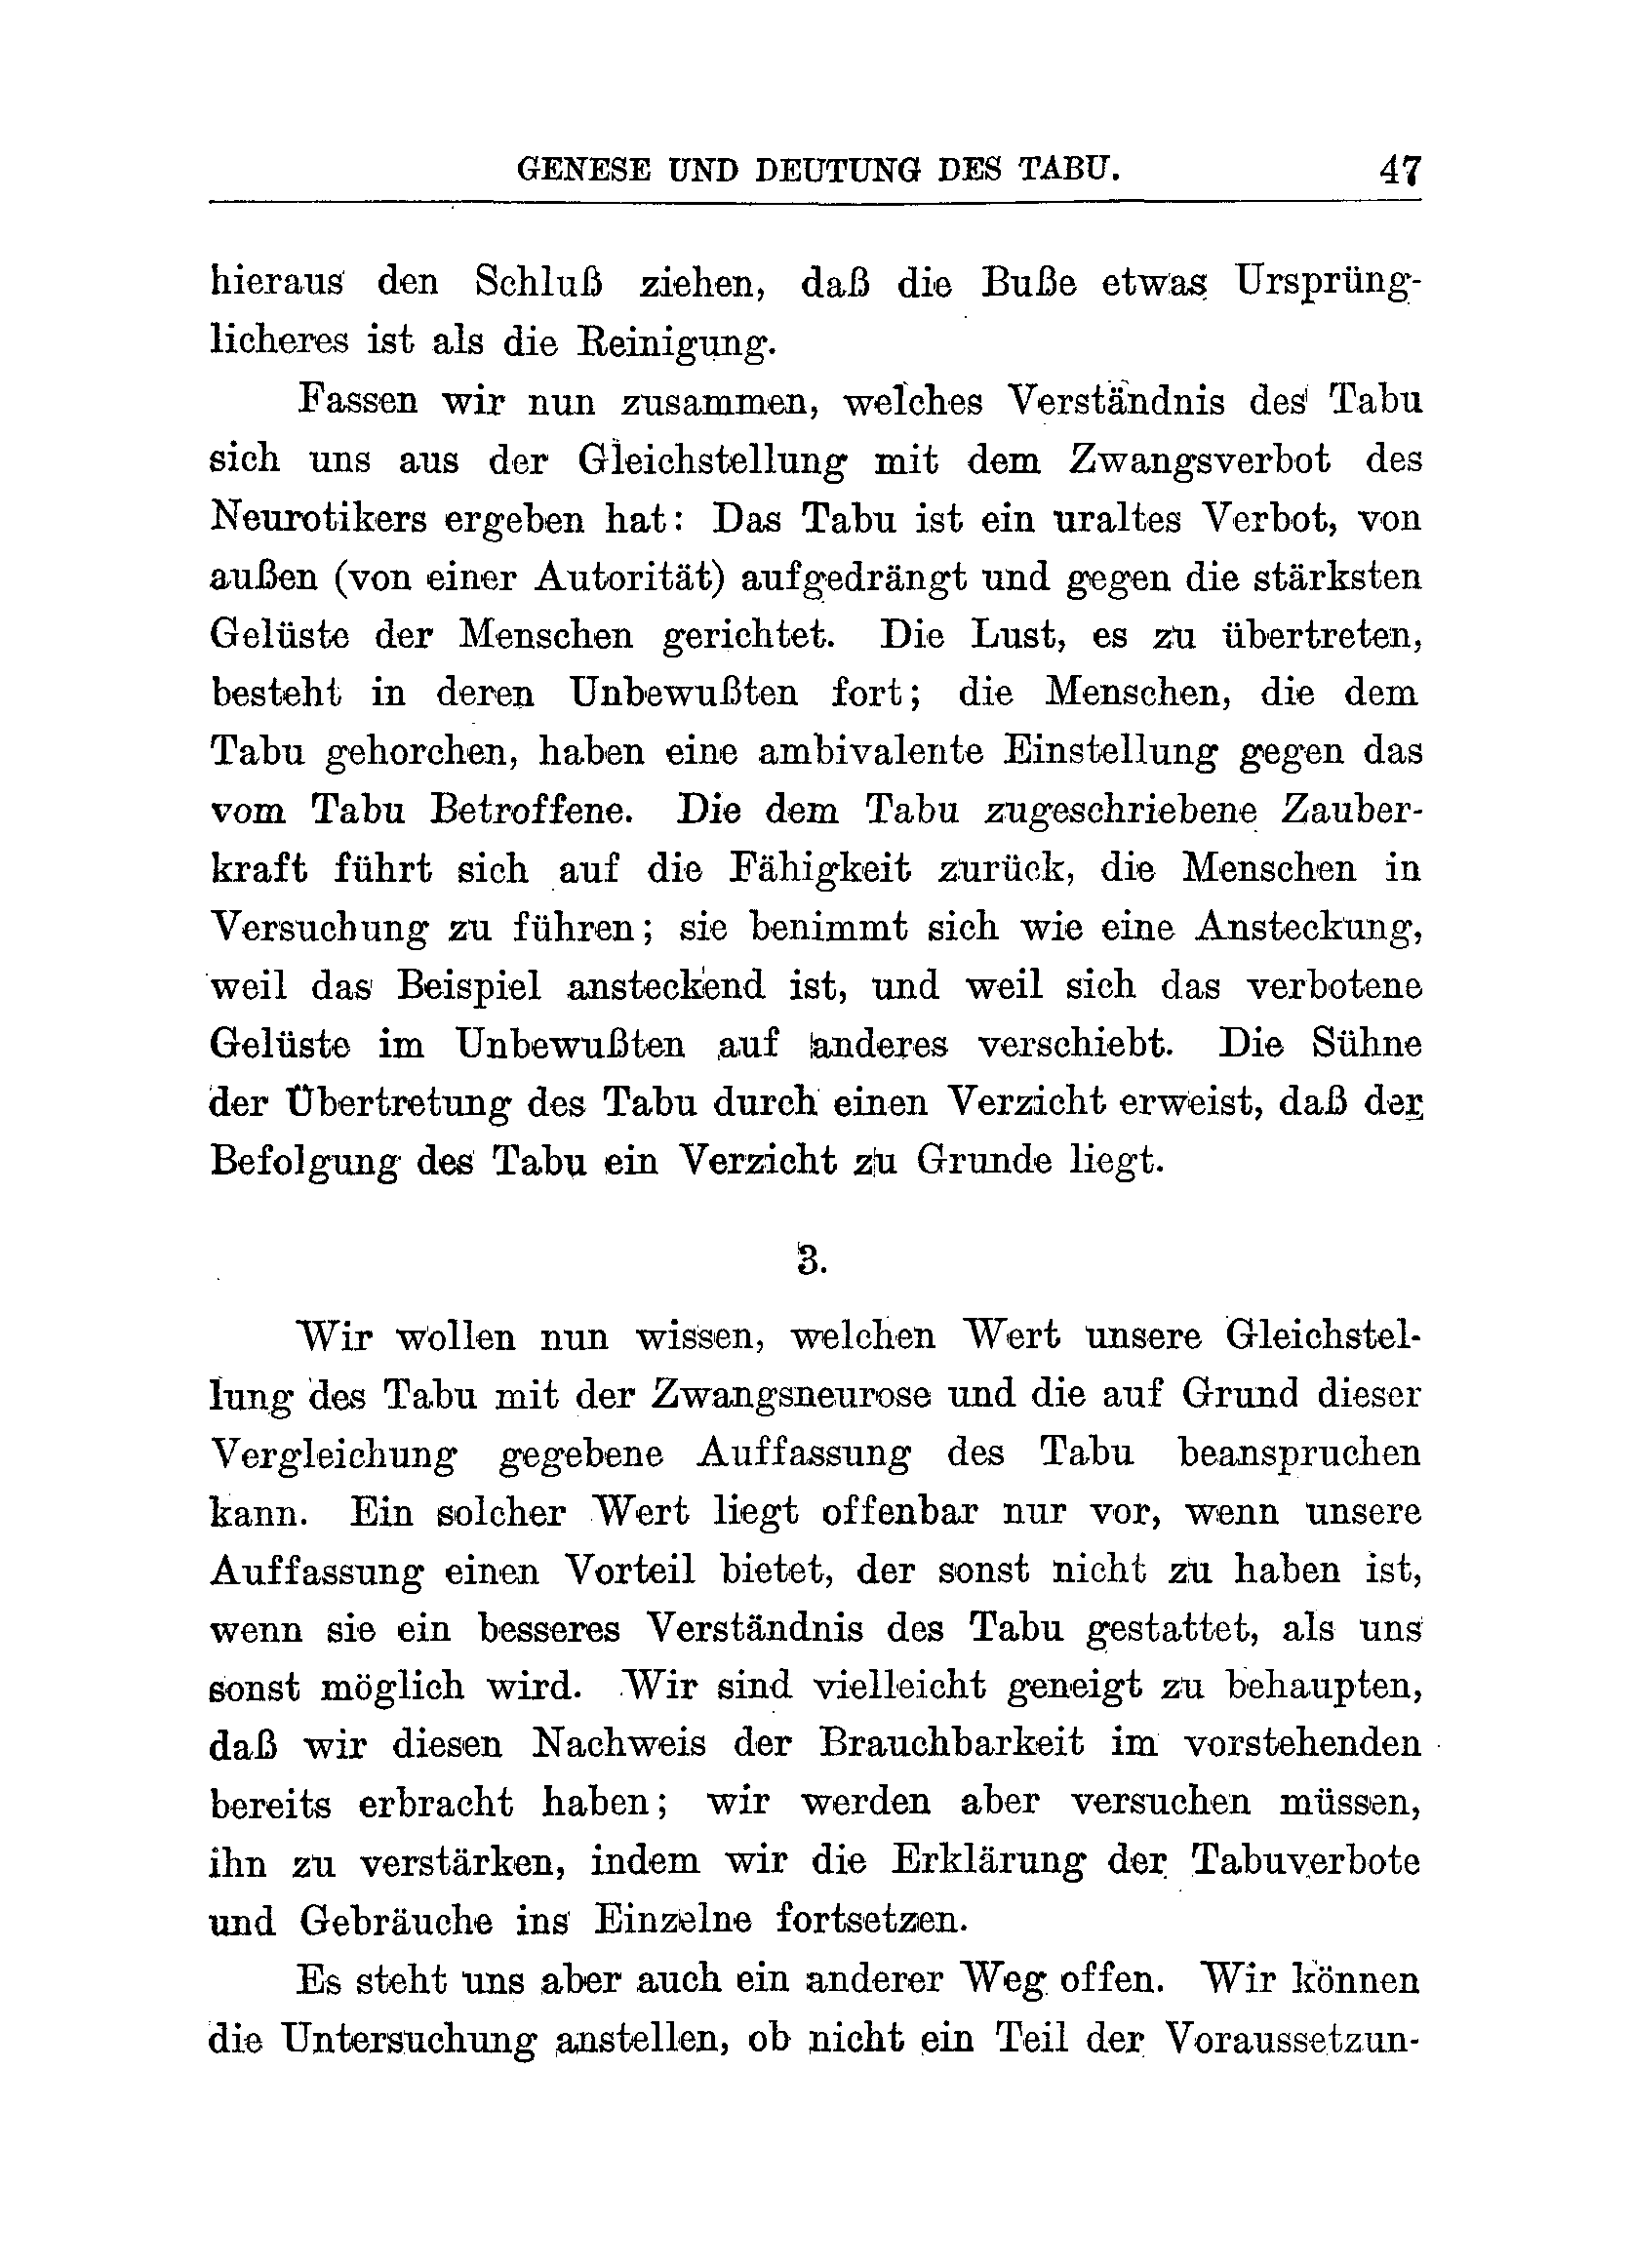 GENESE UND DEUTUNG DES TABU. 47
hieraus den Schluß ziehen, daß die Buße etwas Ursprüng-
licheres ist als die Reinigung.
Fassen wir nun zusammen, welches Verständnis des Tabu
sich uns aus der Gleichstellung mit dem Zwangsverbot des
Neurotikers ergeben hat: Das Tabu ist ein uraltes Verbot, von
außen (von einer Autorität) aufgedrängt und gegen die stärksten
Gelüste der Menschen gerichtet. Die Lust, es zu übertreten,
besteht in deren Unbewußten fort; die Menschen, die dem
Tabu gehorchen, haben eine ambivalente Einstellung gegen das
vom Tabu Betroffene. Die dem Tabu zugeschriebene Zauber-
kraft führt sich auf die Fähigkeit zurück, die Menschen in
Versuchung zu führen; sie benimmt sich wie eine Ansteckung,
weil das Beispiel ansteckend ist, und weil sich das verbotene
Gelüste im Unbewußten auf anderes verschiebt. Die Sühne
der Übertretung des Tabu durch einen Verzicht erweist, daß der
Befolgung des Tabu ein Verzicht zu Grunde liegt.
3.
Wir wollen nun wissen, welchen Wert unsere Gleichstel-
lung des Tabu mit der Zwangsneurose und die auf Grund dieser
Vergleichung gegebene Auffassung des Tabu beanspruchen
kann. Ein solcher Wert liegt offenbar nur vor, wenn unsere
Auffassung einen Vorteil bietet, der sonst nicht zu haben ist,
wenn sie ein besseres Verständnis des Tabu gestattet, als uns
sonst möglich wird. Wir sind vielleicht geneigt zu behaupten,
daß wir diesen Nachweis der Brauchbarkeit im vorstehenden
bereits erbracht haben; wir werden aber versuchen müssen,
ihn zu verstärken, indem wir die Erklärung der Tabuverbote
und Gebräuche ins Einzelne fortsetzen.
Es steht uns aber auch ein anderer Weg offen. Wir können
die Untersuchung anstellen, ob nicht ein Teil der Voraussetzun-